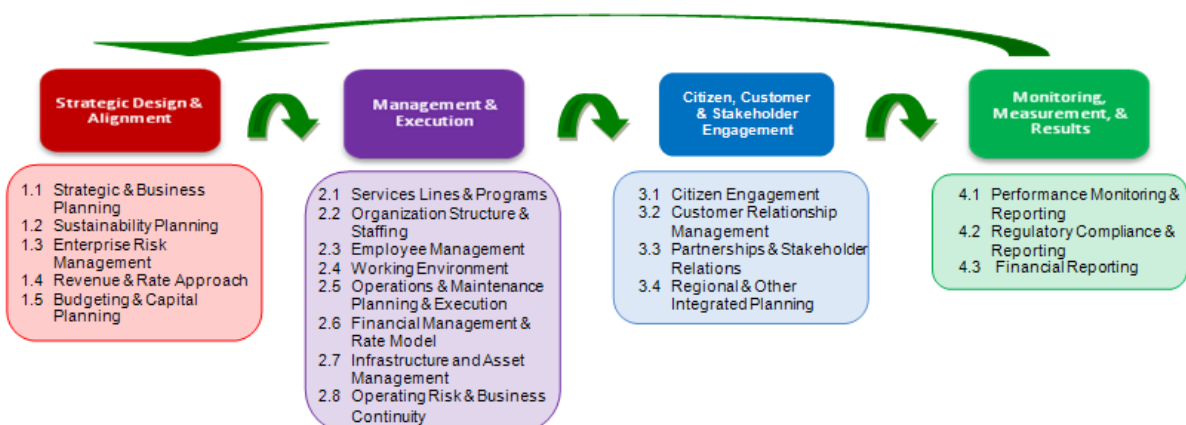 Strategic Design &
Alignment
1.1 Strategic & Business
Planning
1.2 Sustainability Planning
1.3 Enterprise Risk
Management
1.4 Revenue & Rate Approach
1.5 Budgeting & Capital
Planning
Management &
Execution
2.1 Services Lines & Programs
2.2 Organization Structure &
Staffing
2.3 Employee Management
2.4 Working Environment
2.5 Operations & Maintenance
Planning & Execution
2.6 Financial Management &
Rate Model
2.7 Infrastructure and Asset
Management
2.8 Operating Risk & Business
Continuity
Citizen, Customer
& Stakeholder
Engagement
3.1 Citizen Engagement
3.2 Customer Relationship
Management
3.3 Partnerships & Stakeholder
Relations
3.4 Regional & Other
Integrated Planning
Monitoring,
Measurement, &
Results
4.1 Performance Monitoring &
Reporting
4.2 Regulatory Compliance &
Reporting
4.3 Financial Reporting